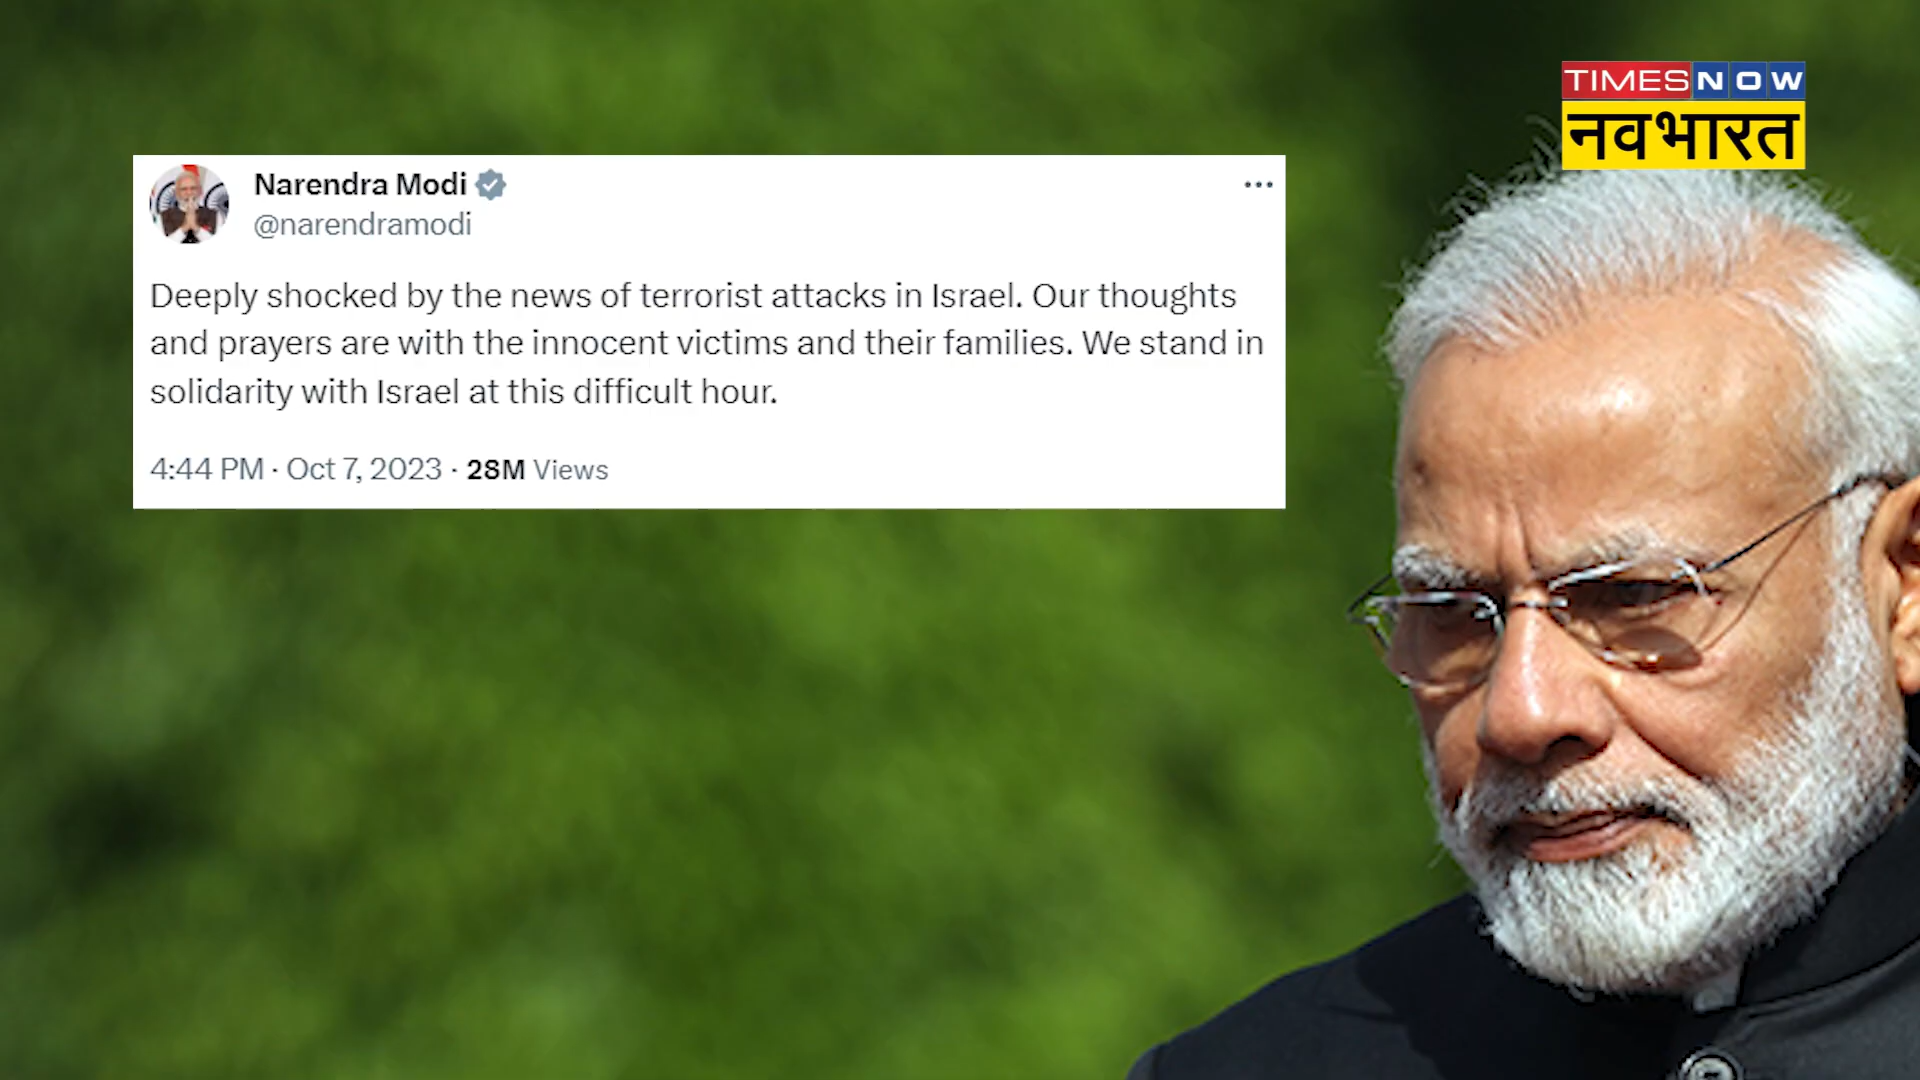 TIMES NOW
नवभारत
Narendra Modi
@narendramodi
Deeply shocked by the news of terrorist attacks in Israel. Our thoughts
and prayers are with the innocent victims and their families. We stand in
solidarity with Israel at this difficult hour.
4:44 PM · Oct 7, 2023 · 28M Views